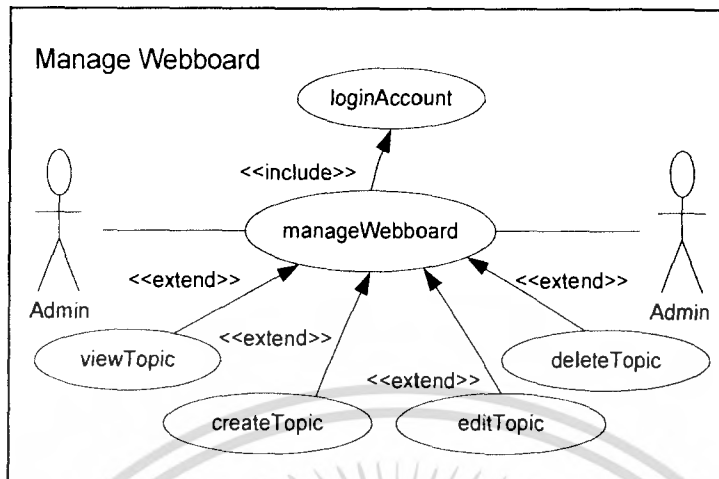 Manage Webboard
loginAccount
<<include>>
manageWebboard
Admin
Admin
<<extend>>
<<extend>>
<<extend>>
<<extend>>
viewTopic
deleteTopic
createTopic
editTopic